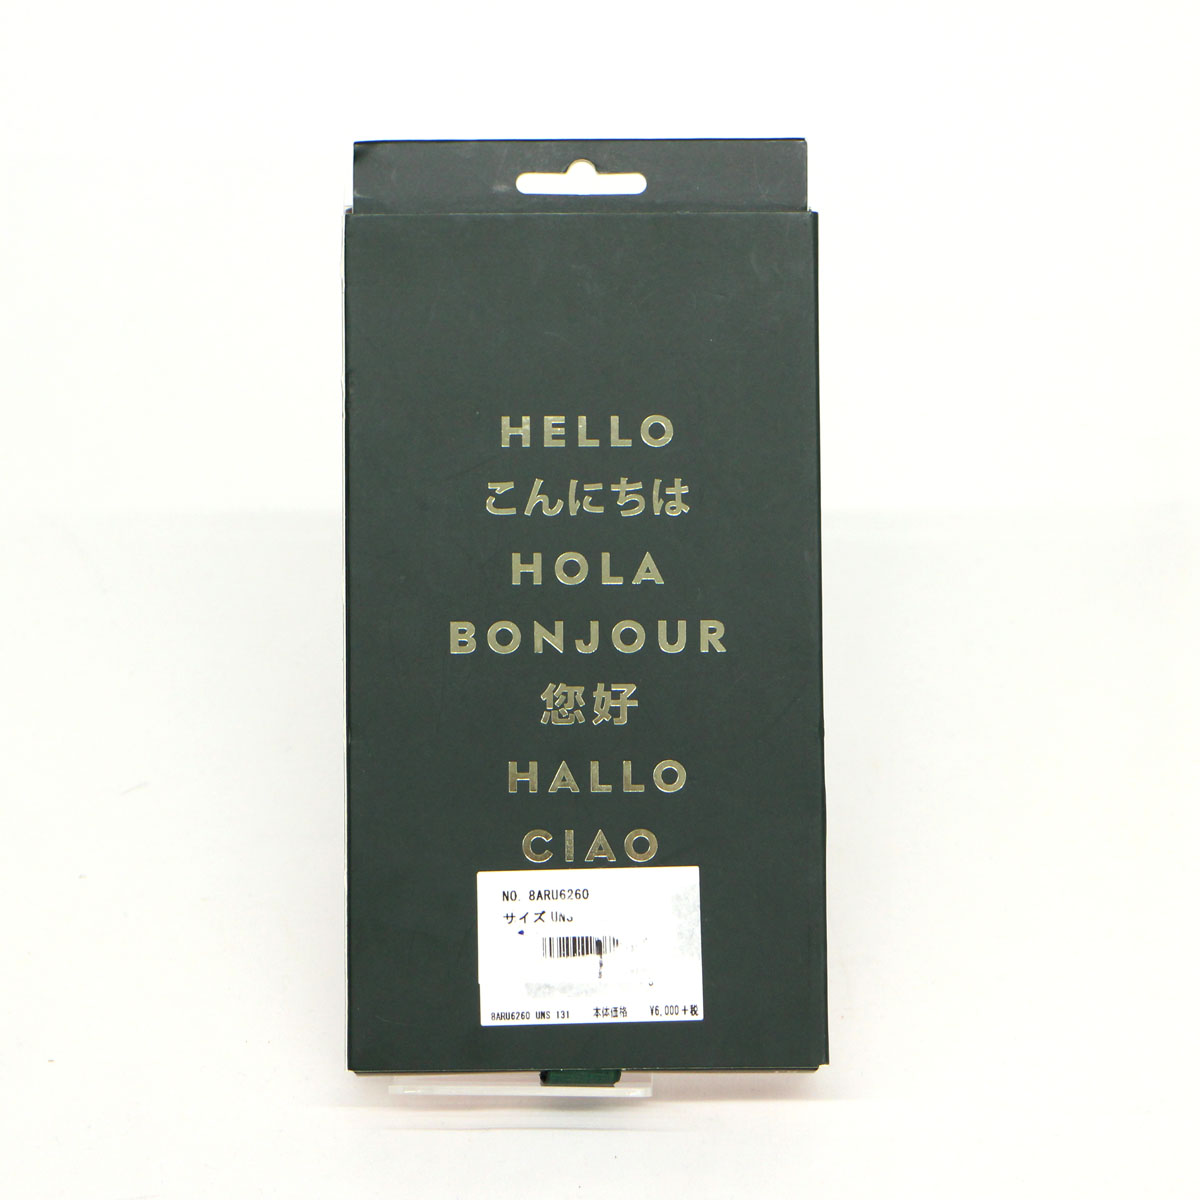 HELLO
こんにちは
HOLA
BONJOUR
您好
HALLO
CIAO
NO. 8ARU6260
サイズ UNS
8ARU6260 UNS 131 本体価格 ¥6,000+税